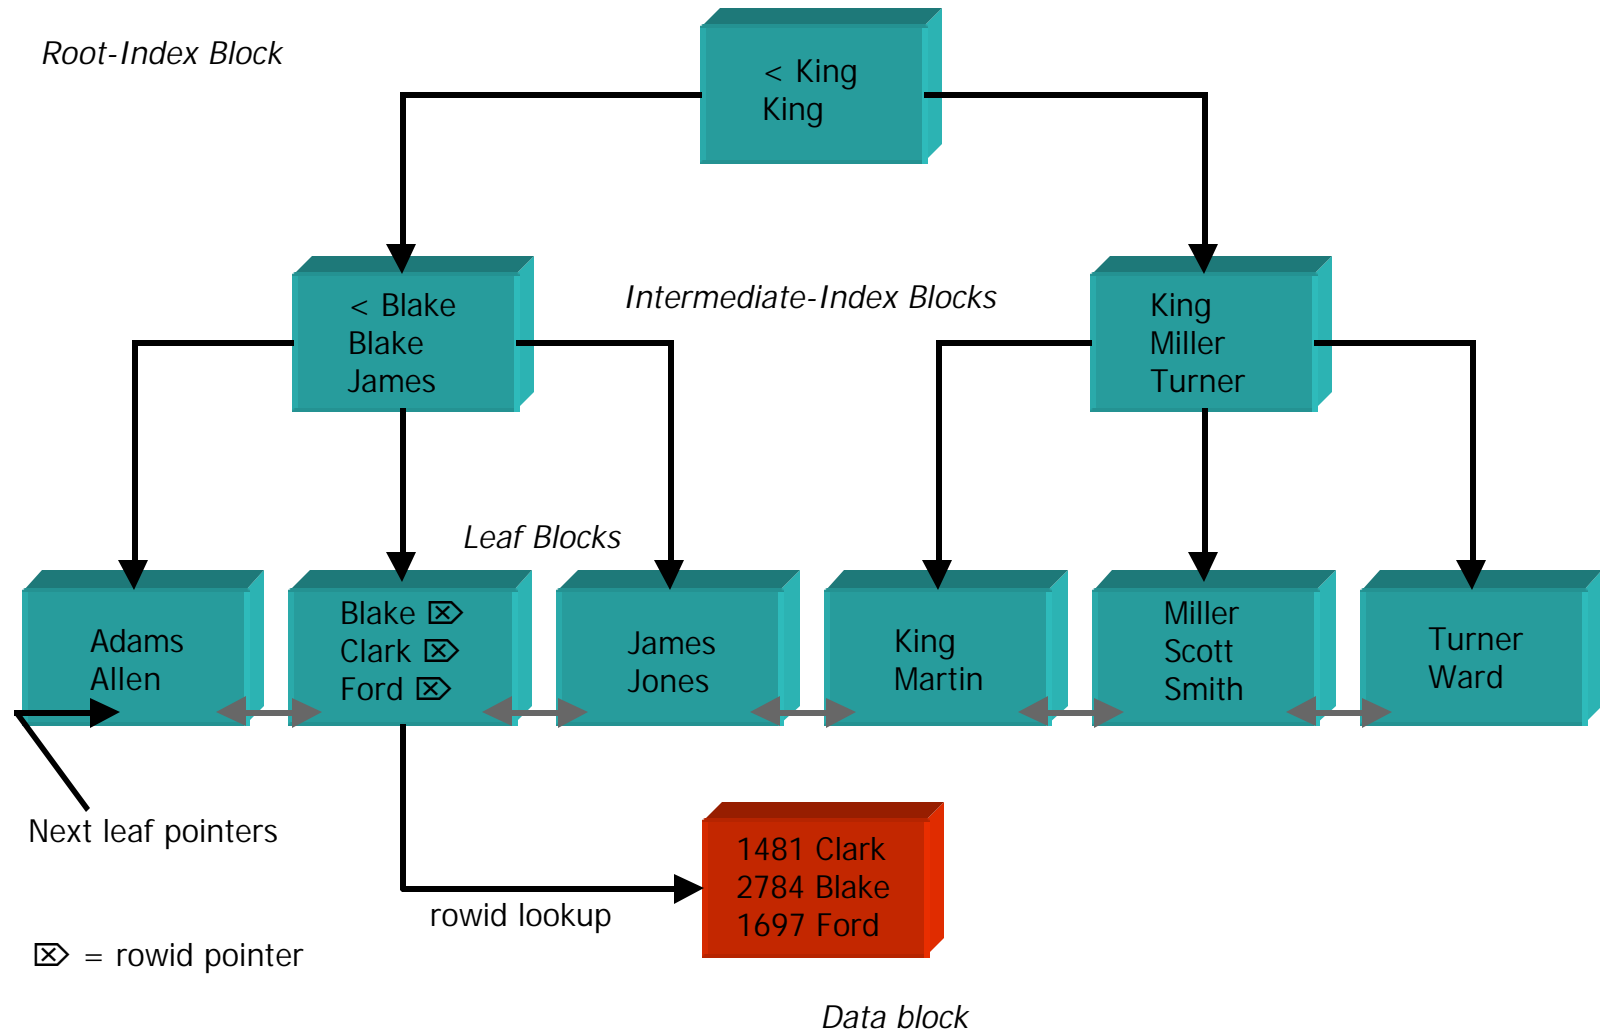 Root-Index Block
< King
King
< Blake
Blake
James
Intermediate-Index Blocks
King
Miller
Turner
Leaf Blocks
Adams
Allen
Blake ⌦
Clark ⌦
Ford ⌦
James
Jones
King
Martin
Miller
Scott
Smith
Turner
Ward
Next leaf pointers
1481 Clark
2784 Blake
1697 Ford
rowid lookup
⌦ = rowid pointer
Data block